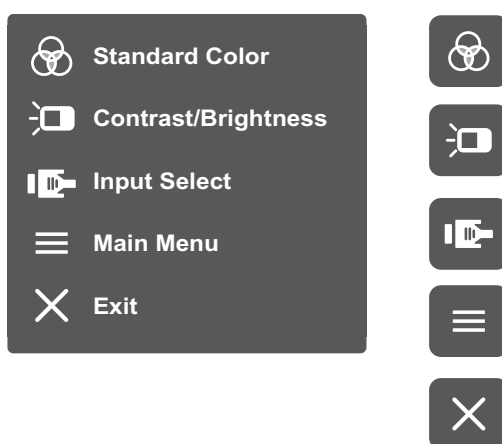 Standard Color
Contrast/Brightness
Input Select
Main Menu
Exit